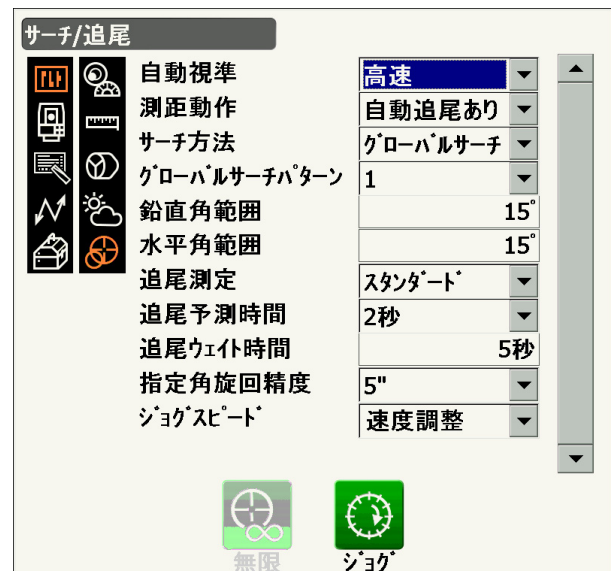 ｻｰﾁ/追尾
自動視準 高速
測距動作 自動追尾あり
ｻｰﾁ方法 ｸﾞﾛｰﾊﾞﾙｻｰﾁ
ｸﾞﾛｰﾊﾞﾙｻｰﾁﾊﾟﾀｰﾝ 1
鉛直角範囲 15°
水平角範囲 15°
追尾測定 ｽﾀﾝﾀﾞｰﾄﾞ
追尾予測時間 2秒
追尾ｳｪｲﾄ時間 5秒
指定角旋回精度 5"
ｼﾞｮｸﾞｽﾋﾟｰﾄﾞ 速度調整
無限 ｼﾞｮｸﾞ